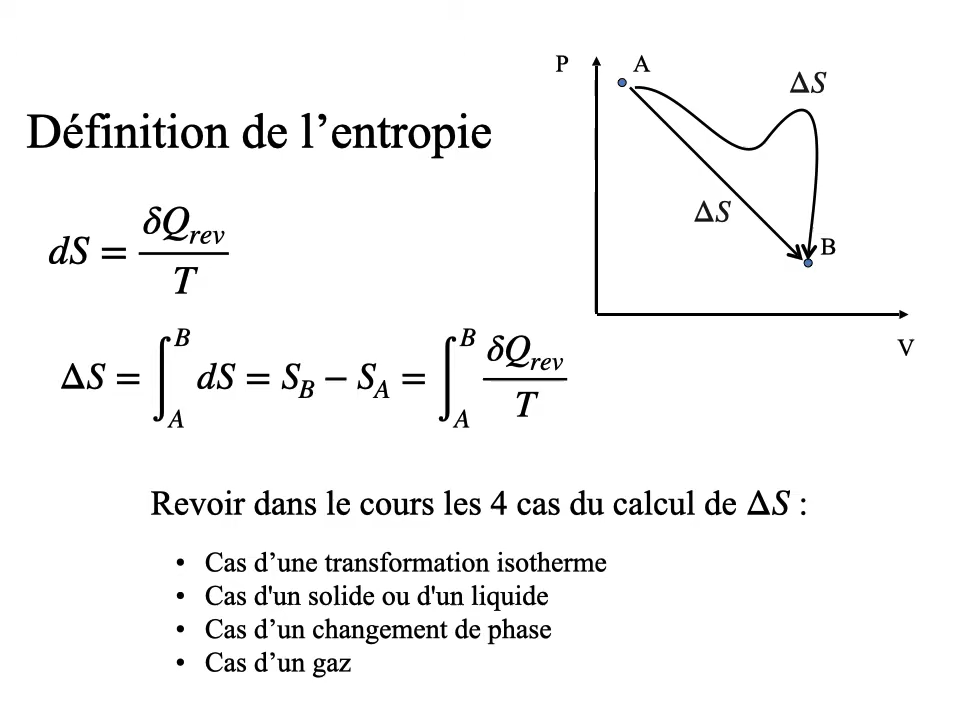 P
A
ΔS
Définition de l’entropie
ΔS
B
V
dS = δQ_rev / T
ΔS = ∫_A^B dS = S_B − S_A = ∫_A^B δQ_rev / T
Revoir dans le cours les 4 cas du calcul de ΔS :
• Cas d’une transformation isotherme
• Cas d'un solide ou d'un liquide
• Cas d’un changement de phase
• Cas d’un gaz